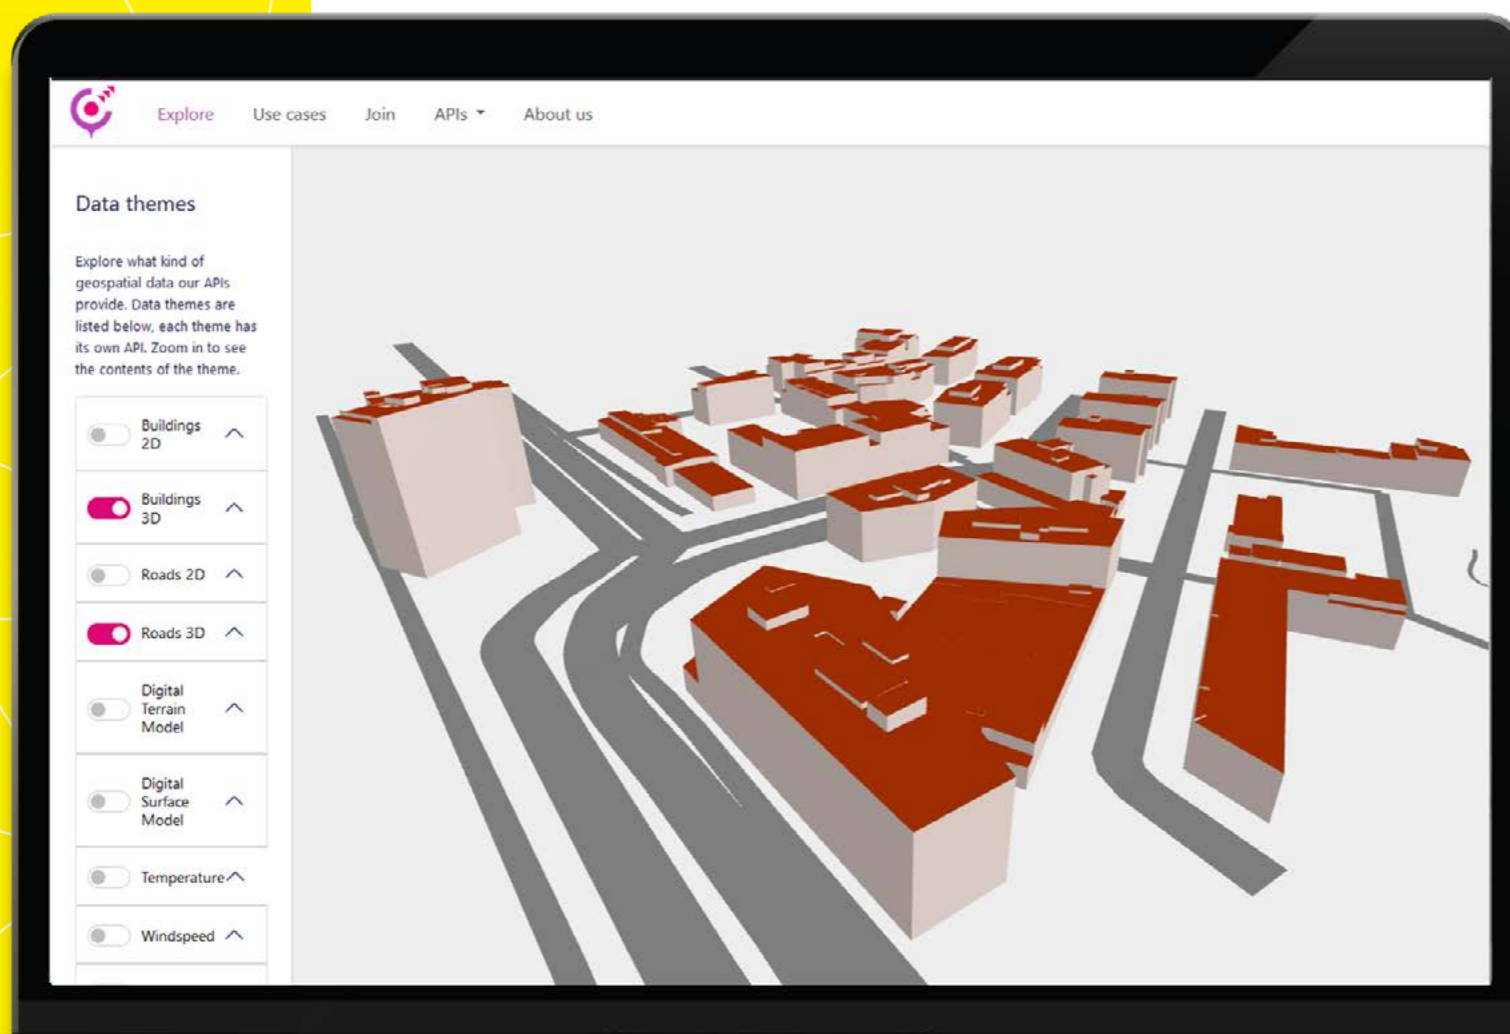 Explore
Use cases
Join
APIs
About us
Data themes
Explore what kind of
geospatial data our APIs
provide. Data themes are
listed below, each theme has
its own API. Zoom in to see
the contents of the theme.
Buildings
2D
Buildings
3D
Roads 2D
Roads 3D
Digital
Terrain
Model
Digital
Surface
Model
Temperature
Windspeed